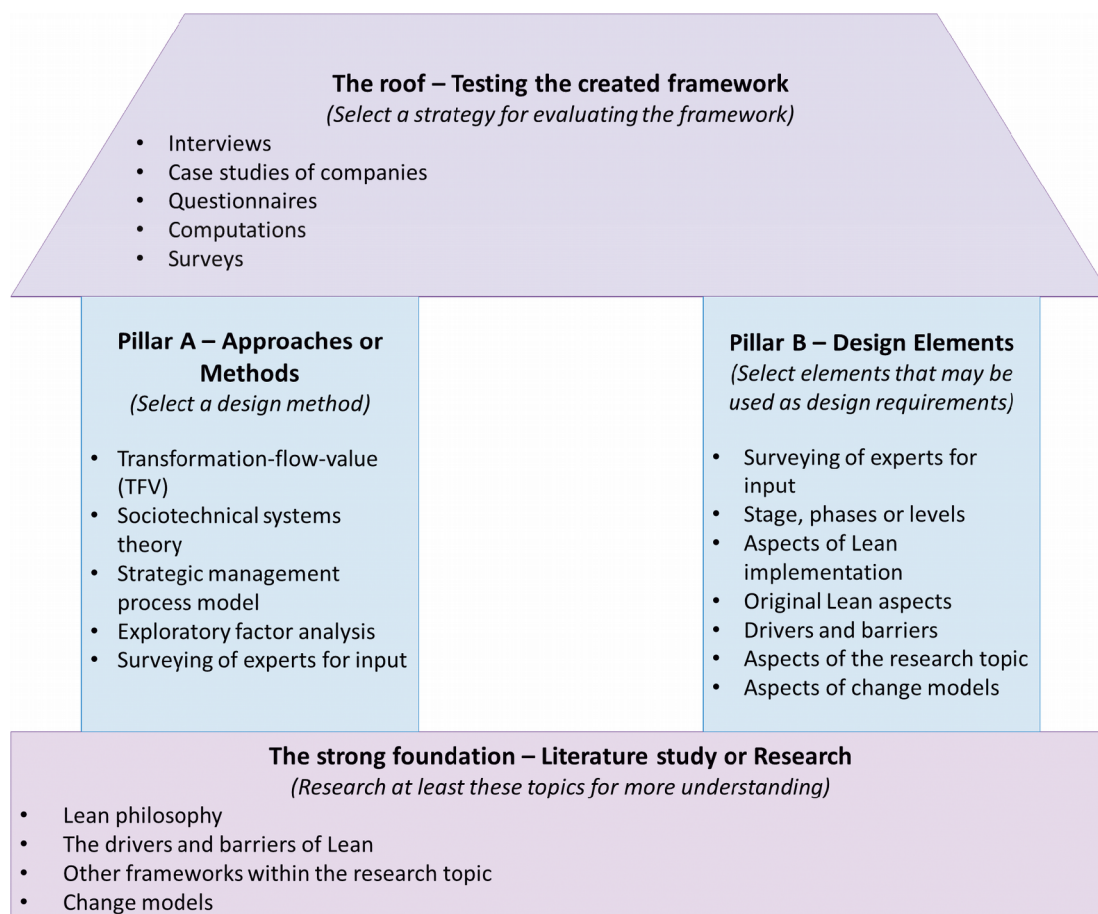 The roof – Testing the created framework
(Select a strategy for evaluating the framework)
• Interviews
• Case studies of companies
• Questionnaires
• Computations
• Surveys
Pillar A – Approaches or
Methods
(Select a design method)
• Transformation-flow-value
(TFV)
• Sociotechnical systems
theory
• Strategic management
process model
• Exploratory factor analysis
• Surveying of experts for input
Pillar B – Design Elements
(Select elements that may be
used as design requirements)
• Surveying of experts for
input
• Stage, phases or levels
• Aspects of Lean
implementation
• Original Lean aspects
• Drivers and barriers
• Aspects of the research topic
• Aspects of change models
The strong foundation – Literature study or Research
(Research at least these topics for more understanding)
• Lean philosophy
• The drivers and barriers of Lean
• Other frameworks within the research topic
• Change models